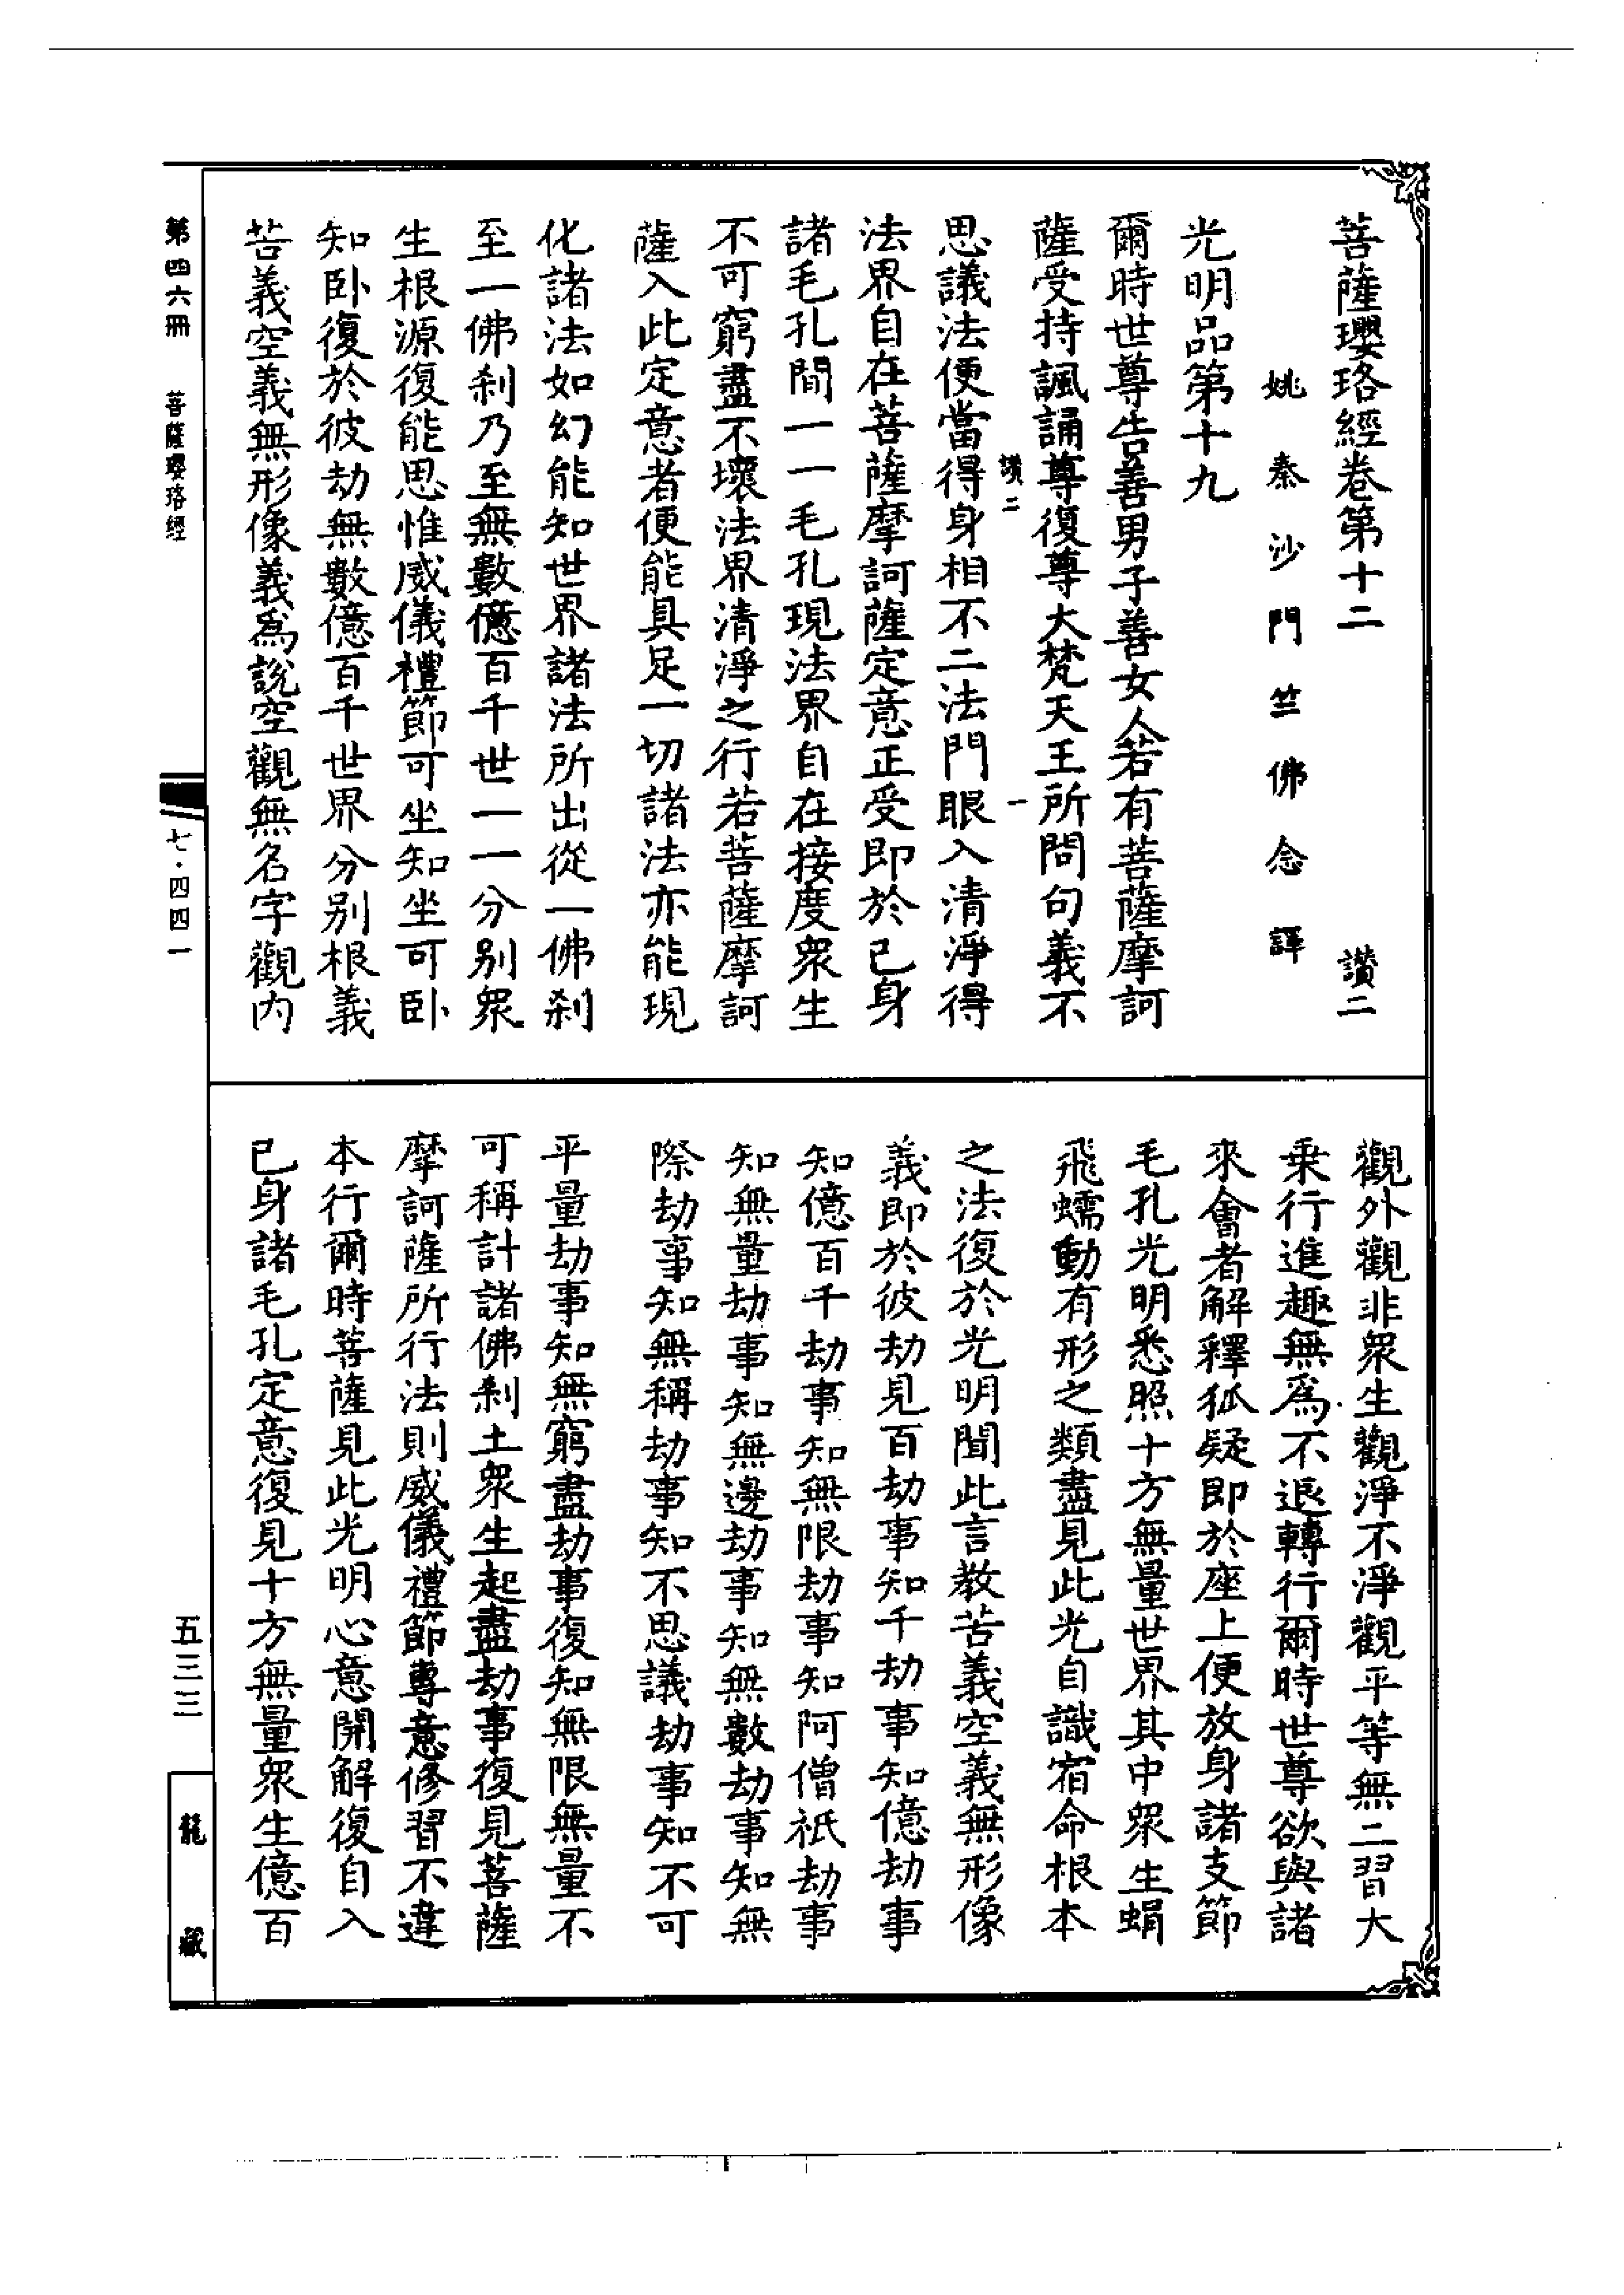 菩薩瓔珞經卷第十二　讚二
姚秦沙門竺佛念譯
光明品第十九
爾時世尊告善男子善女人若有菩薩摩訶
薩受持諷誦尊復尊大梵天王所問句義不
讚二　一
思議法便當得身相不二法門眼入清淨得
法界自在菩薩摩訶薩定意正受即於己身
諸毛孔間一一毛孔現法界自在接度衆生
不可窮盡不壞法界清淨之行若菩薩摩訶
薩入此定意者便能具足一切諸法亦能現
化諸法如幻能知世界諸法所出從一佛刹
至一佛刹乃至無數億百千世一一分别衆
生根源復能思惟威儀禮節可坐知坐可卧
知卧復於彼劫無數億百千世界分别根義
苦義空義無形像義爲說空觀無名字觀内
觀外觀非衆生觀淨不淨觀平等無二習大
乗行進趣無爲不退轉行爾時世尊欲與諸
來會者解釋狐疑即於座上便放身諸支節
毛孔光明悉照十方無量世界其中衆生蜎
飛蠕動有形之類盡見此光自識宿命根本
之法復於光明聞此言教苦義空義無形像
義即於彼劫見百劫事知千劫事知億劫事
知億百千劫事知無限劫事知阿僧祇劫事
知無量劫事知無邊劫事知無數劫事知無
際劫事知無稱劫事知不思議劫事知不可
平量劫事知無窮盡劫事復知無限無量不
可稱計諸佛刹土衆生起盡劫事復見菩薩
摩訶薩所行法則威儀禮節專意修習不違
本行爾時菩薩見此光明心意開解復自入
己身諸毛孔定意復見十方無量衆生億百
第四六冊　菩薩瓔珞經
七·四四一
五三三
龍藏